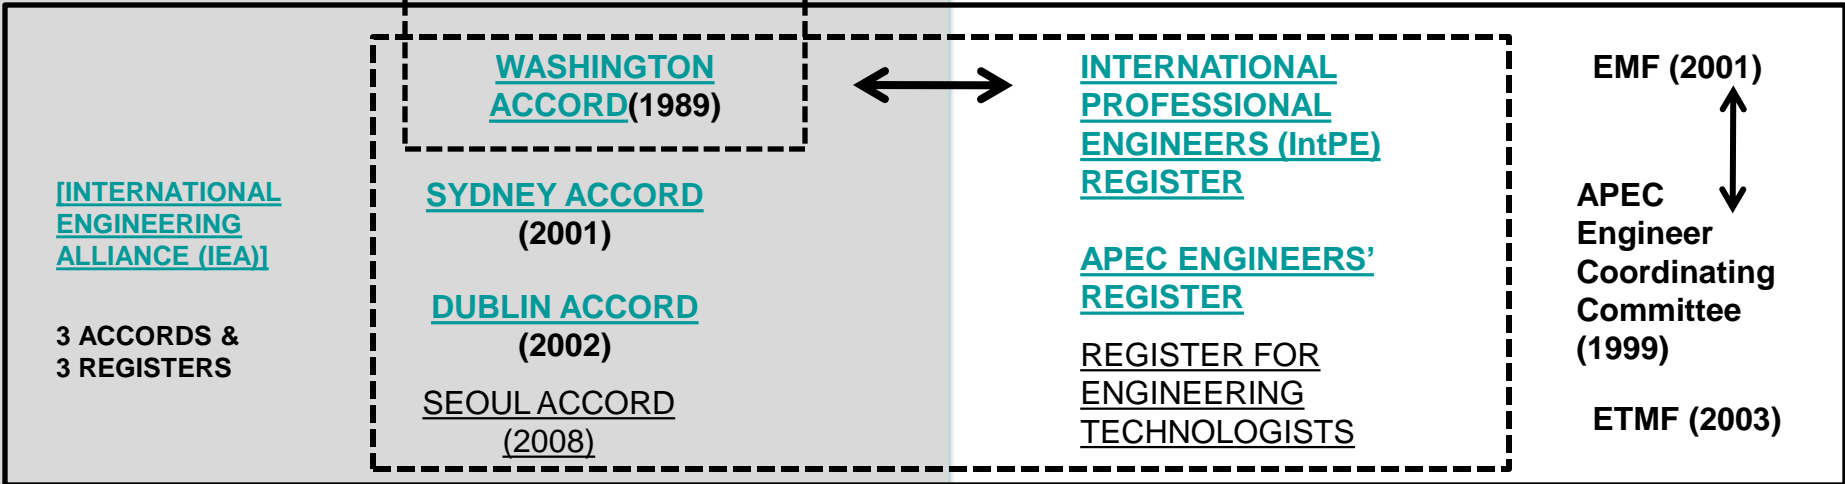 [INTERNATIONAL
ENGINEERING
ALLIANCE (IEA)]
3 ACCORDS &
3 REGISTERS
WASHINGTON
ACCORD(1989)
SYDNEY ACCORD
(2001)
DUBLIN ACCORD
(2002)
SEOUL ACCORD
(2008)
INTERNATIONAL
PROFESSIONAL
ENGINEERS (IntPE)
REGISTER
APEC ENGINEERS’
REGISTER
REGISTER FOR
ENGINEERING
TECHNOLOGISTS
EMF (2001)
APEC
Engineer
Coordinating
Committee
(1999)
ETMF (2003)